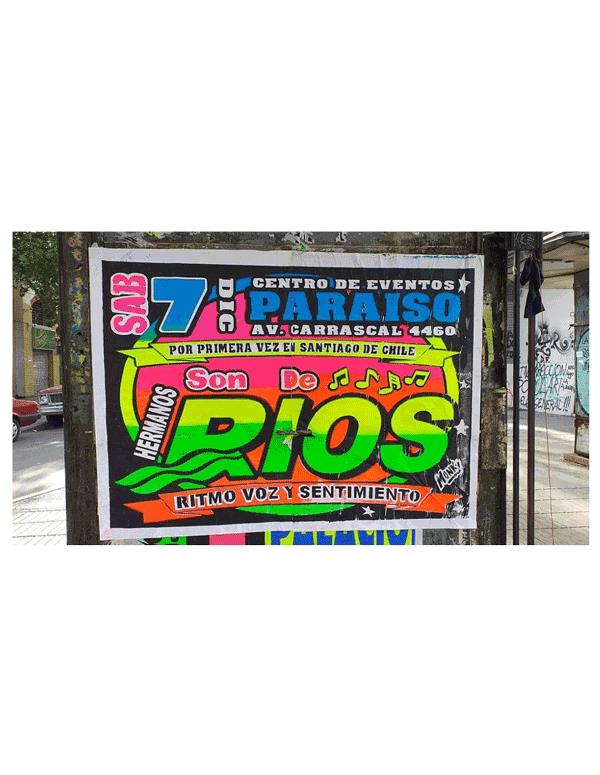 SAB 7 DIC
CENTRO DE EVENTOS
PARAISO
AV. CARRASCAL 4460
POR PRIMERA VEZ EN SANTIAGO DE CHILE
Son De
HERMANOS
RIOS
RITMO VOZ Y SENTIMIENTO
PALACIO